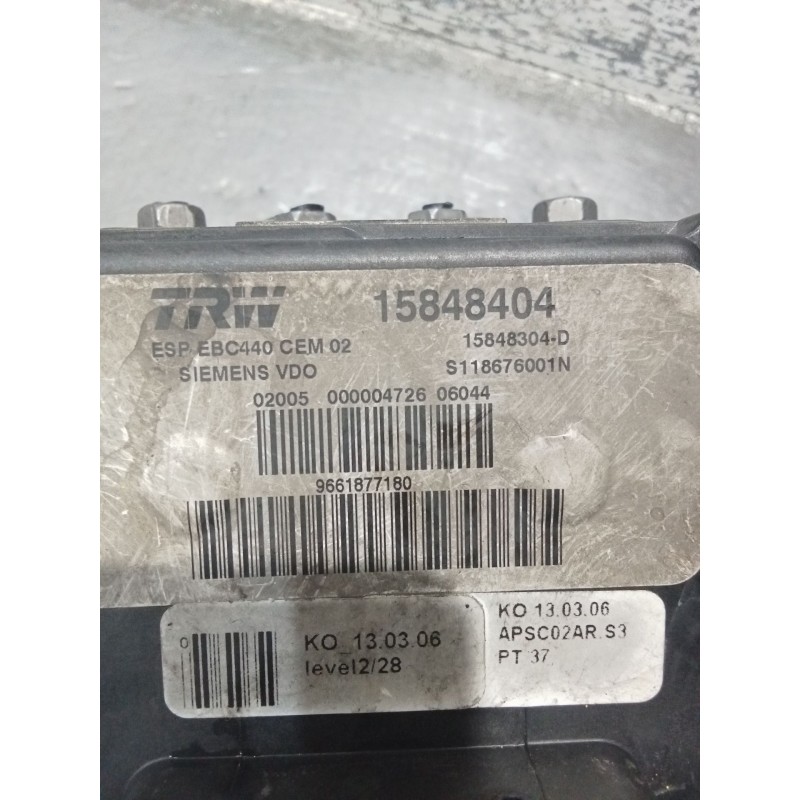 TRW 15848404
ESP EBC440 CEM 02 15848304-D
SIEMENS VDO S118676001N
02005 000004726 06044
9661877180
0
KO_13.03.06
level2/28
KO 13.03.06
APSC02AR.S3
PT 37